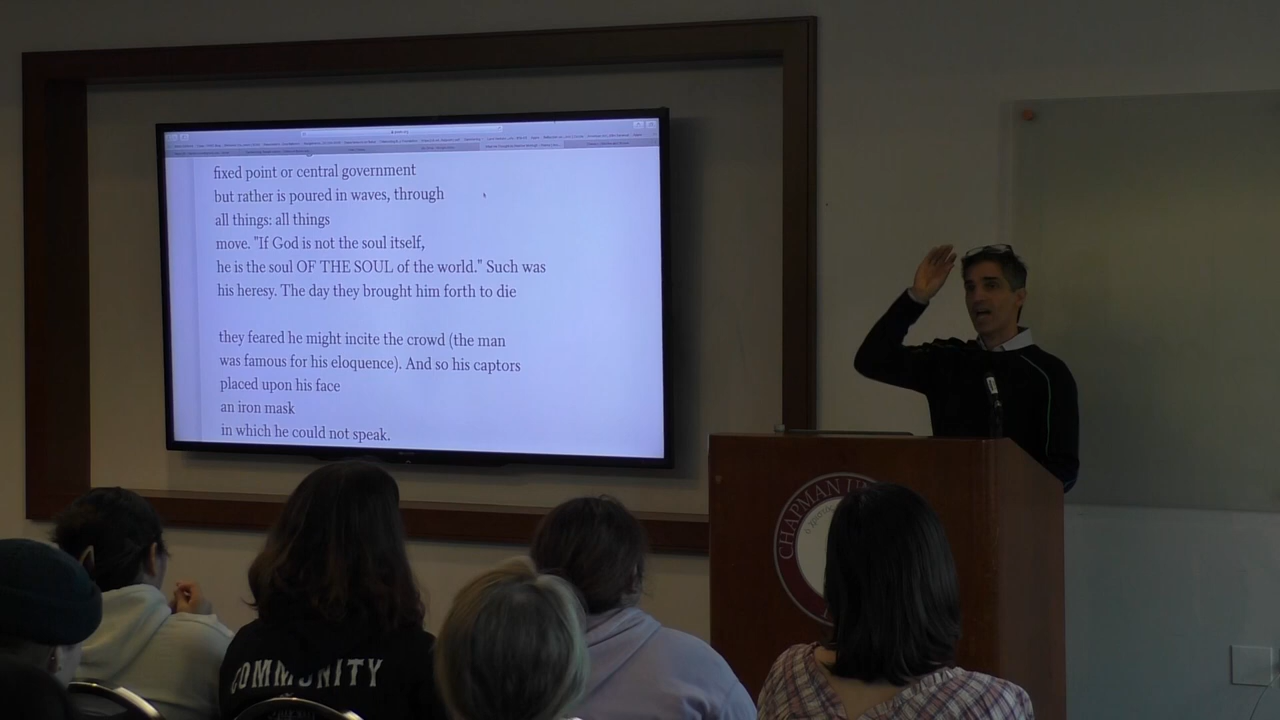 fixed point or central government
but rather is poured in waves, through
all things: all things
move. "If God is not the soul itself,
he is the soul OF THE SOUL of the world." Such was
his heresy. The day they brought him forth to die
they feared he might incite the crowd (the man
was famous for his eloquence). And so his captors
placed upon his face
an iron mask
in which he could not speak.
CHAPMAN UN
COMMUNITY